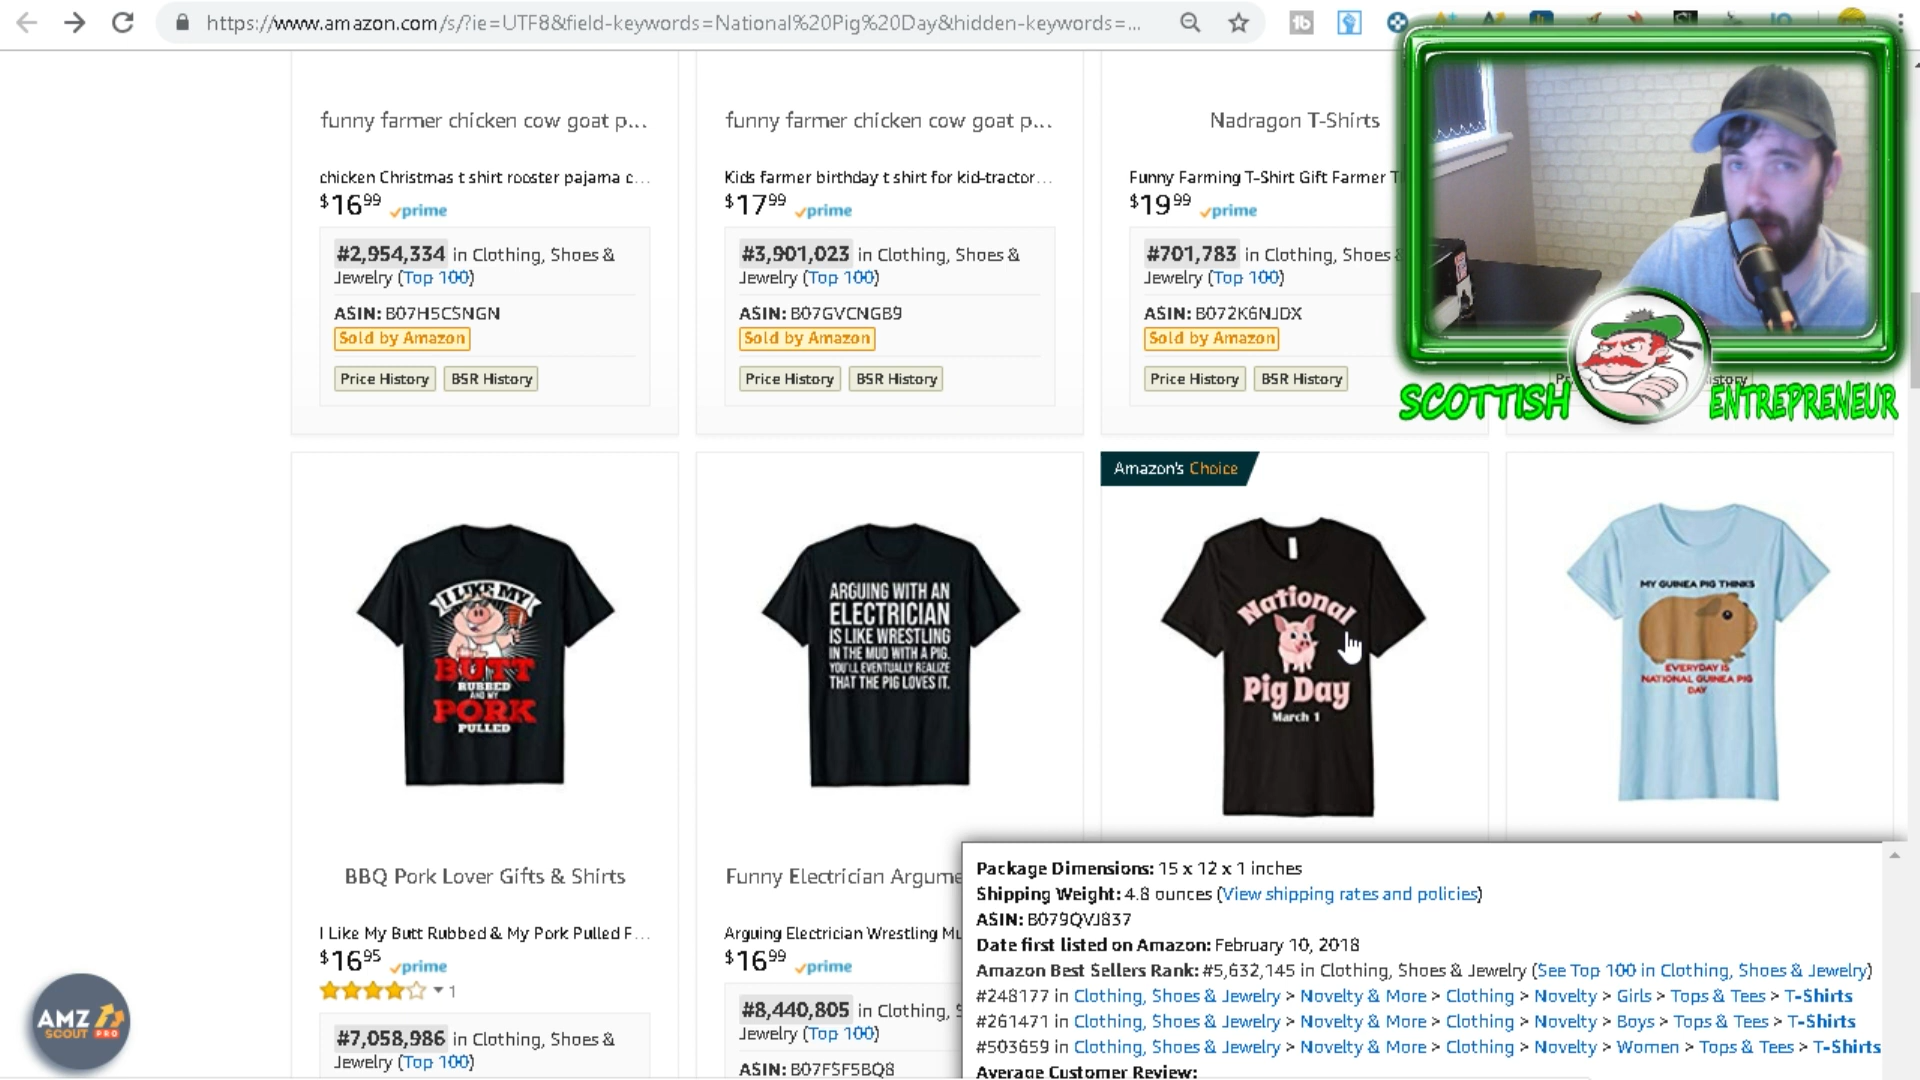 https://www.amazon.com/s/?ie=UTF8&field-keywords=National%20Pig%20Day&hidden-keywords=...
funny farmer chicken cow goat p...
funny farmer chicken cow goat p...
Nadragon T-Shirts
chicken Christmas t shirt rooster pajama c...
Kids farmer birthday t shirt for kid-tractor...
Funny Farming T-Shirt Gift Farmer T
$16.99 prime
$17.99 prime
$19.99 prime
#2,954,334 in Clothing, Shoes &
Jewelry (Top 100)
ASIN: B07H5CSNGN
Sold by Amazon
Price History BSR History
#3,901,023 in Clothing, Shoes &
Jewelry (Top 100)
ASIN: B07GVCNGB9
Sold by Amazon
Price History BSR History
#701,783 in Clothing, Shoes &
Jewelry (Top 100)
ASIN: B072K6NJDX
Sold by Amazon
Price History BSR History
SCOTTISH ENTREPRENEUR
Amazon's Choice
I LIKE MY
BUTT
RUBBED
AND MY
PORK
PULLED
ARGUING WITH AN
ELECTRICIAN
IS LIKE WRESTLING
IN THE MUD WITH A PIG.
YOU'LL EVENTUALLY REALIZE
THAT THE PIG LOVES IT.
National
Pig Day
March 1
MY GUINEA PIG THINKS
EVERYDAY IS
NATIONAL GUINEA PIG
DAY
BBQ Pork Lover Gifts & Shirts
Funny Electrician Argume
I Like My Butt Rubbed & My Pork Pulled F...
Arguing Electrician Wrestling Mu
$16.95 prime
$16.99 prime
1
#7,058,986 in Clothing, Shoes &
Jewelry (Top 100)
#8,440,805 in Clothing, S
Jewelry (Top 100)
ASIN: B07FSF5BQ8
Package Dimensions: 15 x 12 x 1 inches
Shipping Weight: 4.8 ounces (View shipping rates and policies)
ASIN: B079QVJ837
Date first listed on Amazon: February 10, 2018
Amazon Best Sellers Rank: #5,632,145 in Clothing, Shoes & Jewelry (See Top 100 in Clothing, Shoes & Jewelry)
#248177 in Clothing, Shoes & Jewelry > Novelty & More > Clothing > Novelty > Girls > Tops & Tees > T-Shirts
#261471 in Clothing, Shoes & Jewelry > Novelty & More > Clothing > Novelty > Boys > Tops & Tees > T-Shirts
#503659 in Clothing, Shoes & Jewelry > Novelty & More > Clothing > Novelty > Women > Tops & Tees > T-Shirts
Average Customer Review:
AMZ
SCOUT PRO